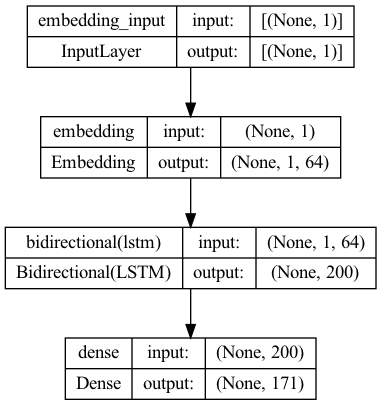 embedding_input input: [(None, 1)]
InputLayer output: [(None, 1)]
embedding input: (None, 1)
Embedding output: (None, 1, 64)
bidirectional(lstm) input: (None, 1, 64)
Bidirectional(LSTM) output: (None, 200)
dense input: (None, 200)
Dense output: (None, 171)